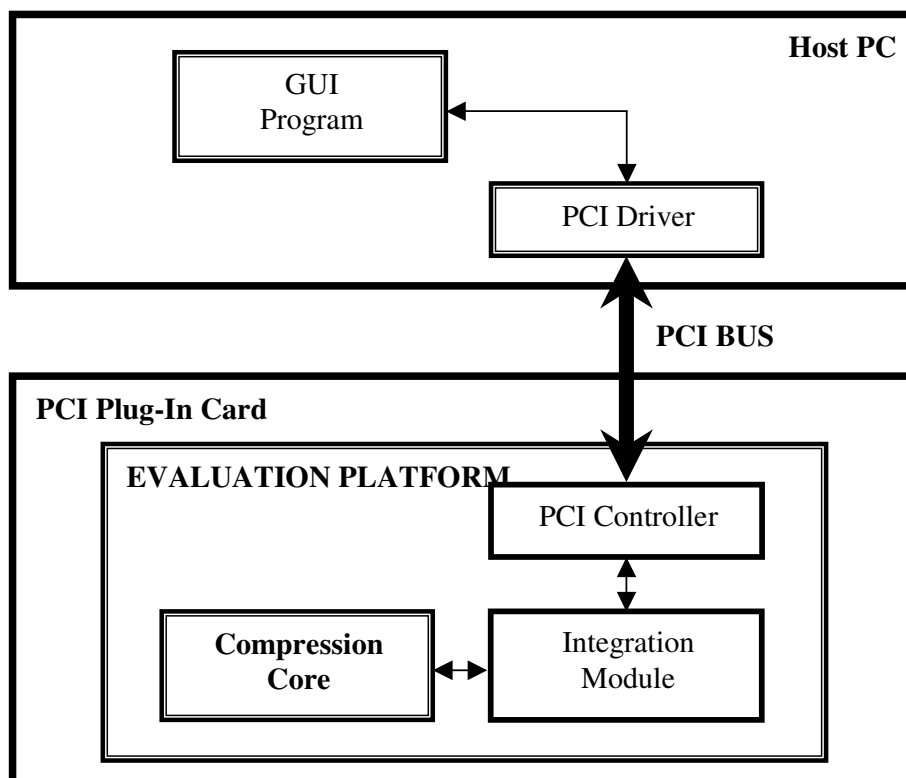 Host PC
GUI
Program
PCI Driver
PCI BUS
PCI Plug-In Card
EVALUATION PLATFORM
PCI Controller
Compression
Core
Integration
Module